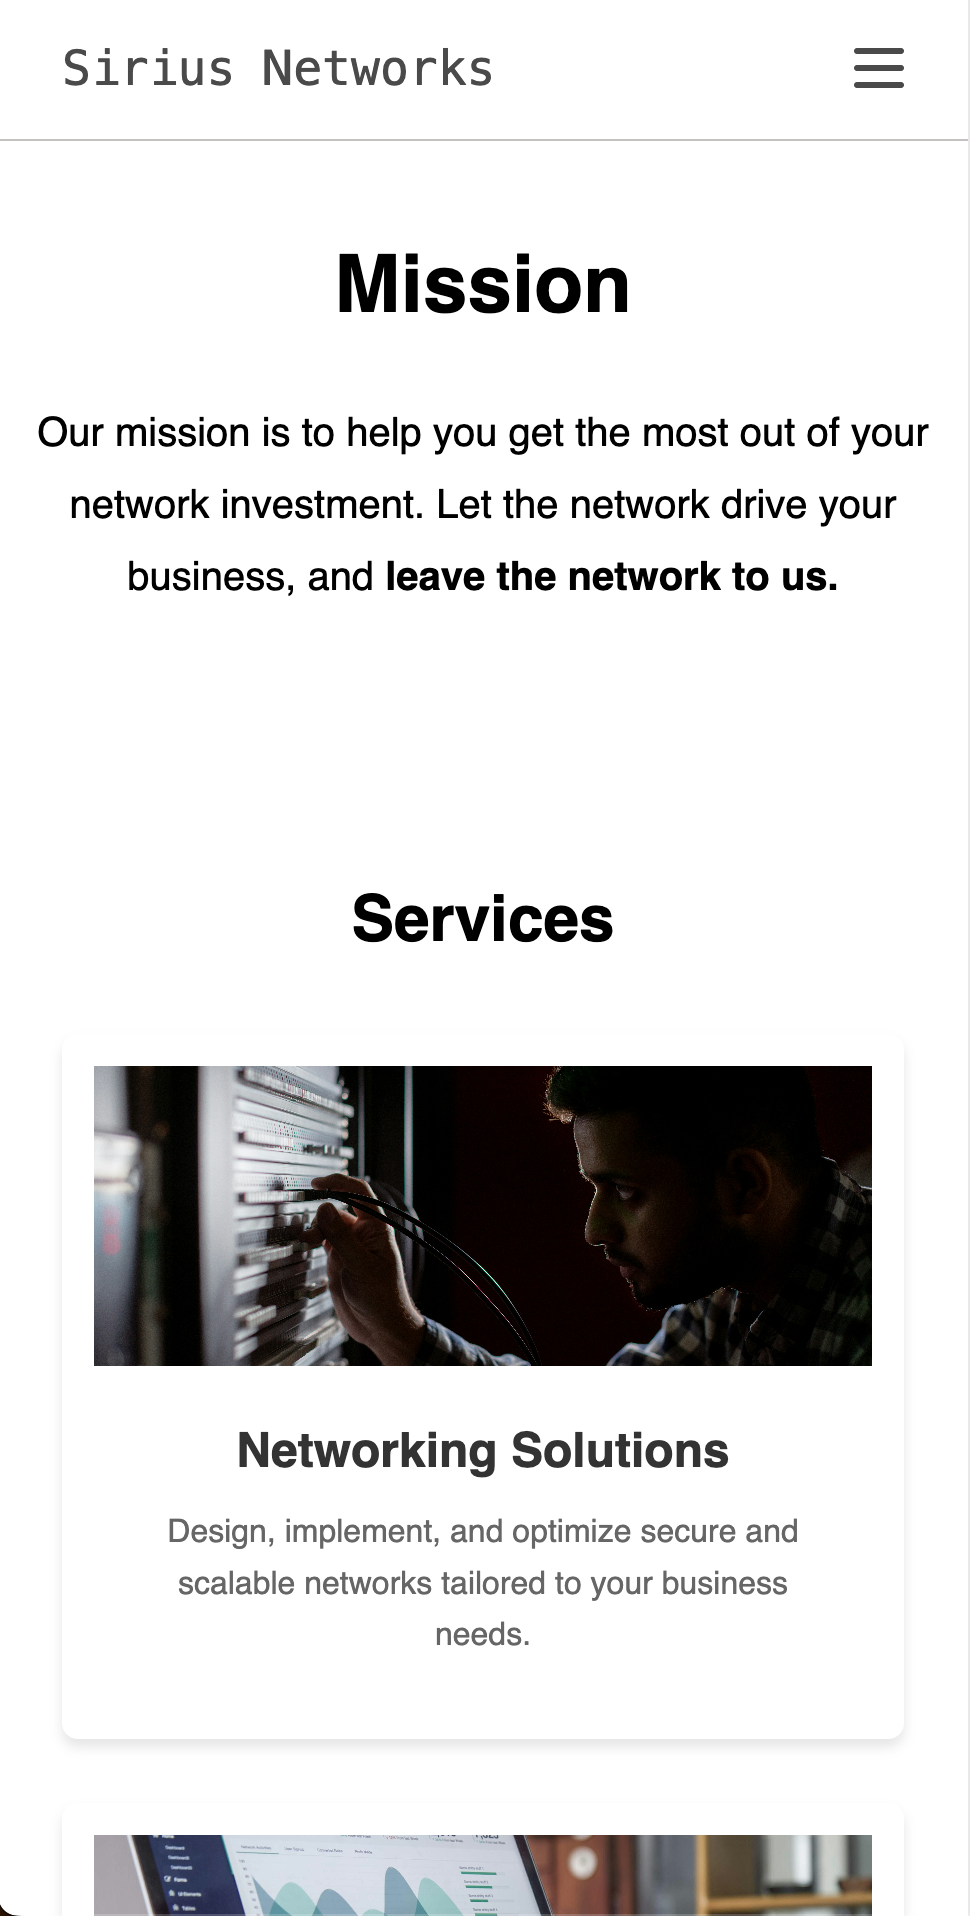 Sirius Networks
Mission
Our mission is to help you get the most out of your
network investment. Let the network drive your
business, and leave the network to us.
Services
Networking Solutions
Design, implement, and optimize secure and
scalable networks tailored to your business
needs.